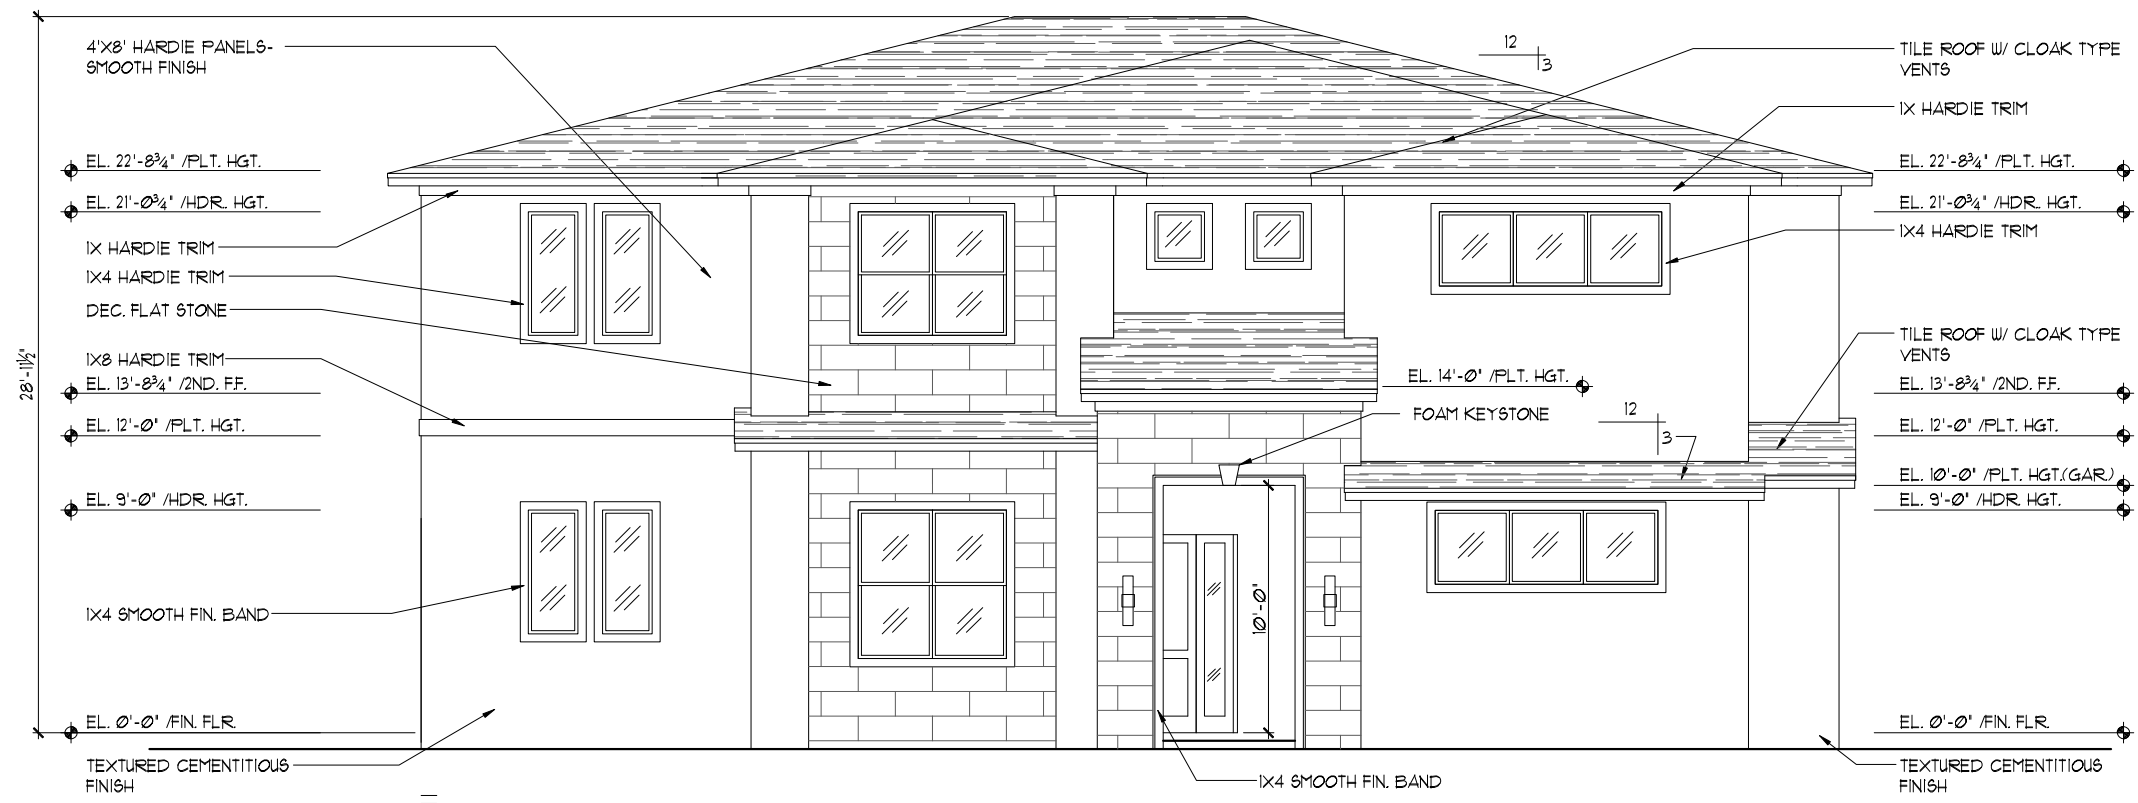 4'X8' HARDIE PANELS-
SMOOTH FINISH
EL. 22'-8¾" /PLT. HGT.
EL. 21'-0¾" /HDR. HGT.
1X HARDIE TRIM
1X4 HARDIE TRIM
DEC. FLAT STONE
1X8 HARDIE TRIM
EL. 13'-8¾" /2ND. F.F.
EL. 12'-0" /PLT. HGT.
EL. 9'-0" /HDR. HGT.
1X4 SMOOTH FIN. BAND
EL. 0'-0" /FIN. FLR.
TEXTURED CEMENTITIOUS
FINISH
28'-11½"
12
3
EL. 14'-0" /PLT. HGT.
FOAM KEYSTONE
12
3
10'-0"
1X4 SMOOTH FIN. BAND
TILE ROOF W/ CLOAK TYPE
VENTS
1X HARDIE TRIM
EL. 22'-8¾" /PLT. HGT.
EL. 21'-0¾" /HDR. HGT.
1X4 HARDIE TRIM
TILE ROOF W/ CLOAK TYPE
VENTS
EL. 13'-8¾" /2ND. F.F.
EL. 12'-0" /PLT. HGT.
EL. 10'-0" /PLT. HGT.(GAR.)
EL. 9'-0" /HDR. HGT.
EL. 0'-0" /FIN. FLR.
TEXTURED CEMENTITIOUS
FINISH